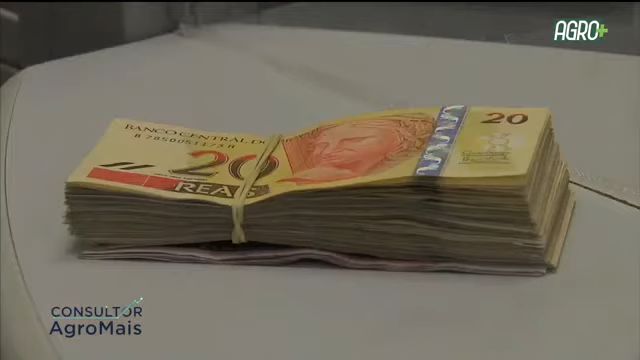 AGRO+
BANCO CENTRAL DO
20
20
REAIS
CONSULTOR
AgroMais